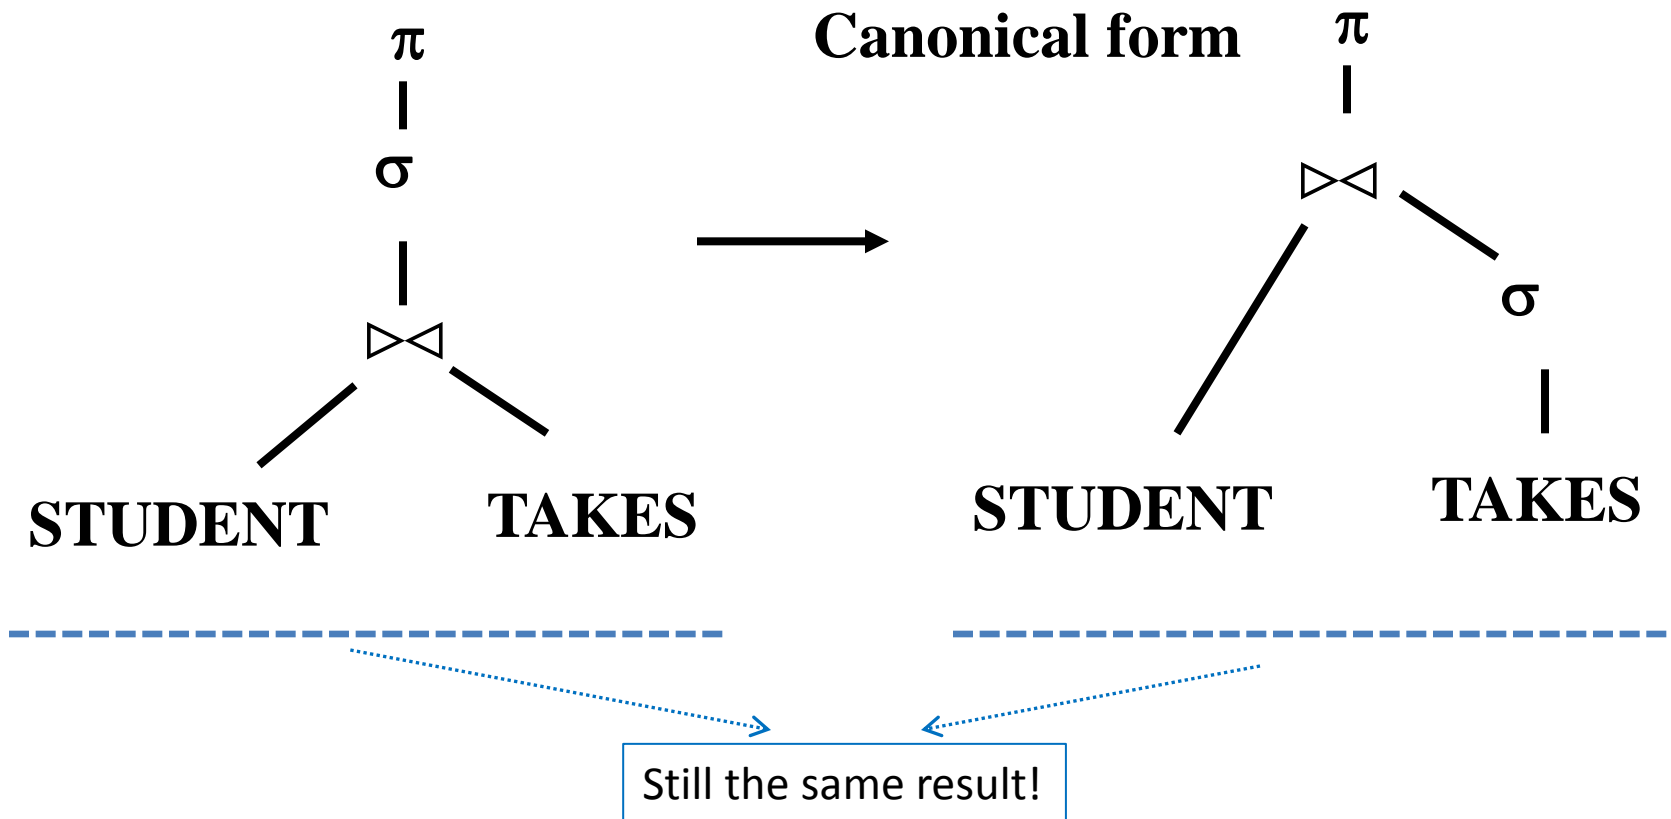 π
σ
⋈
STUDENT
TAKES
Canonical form
π
⋈
σ
STUDENT
TAKES
Still the same result!